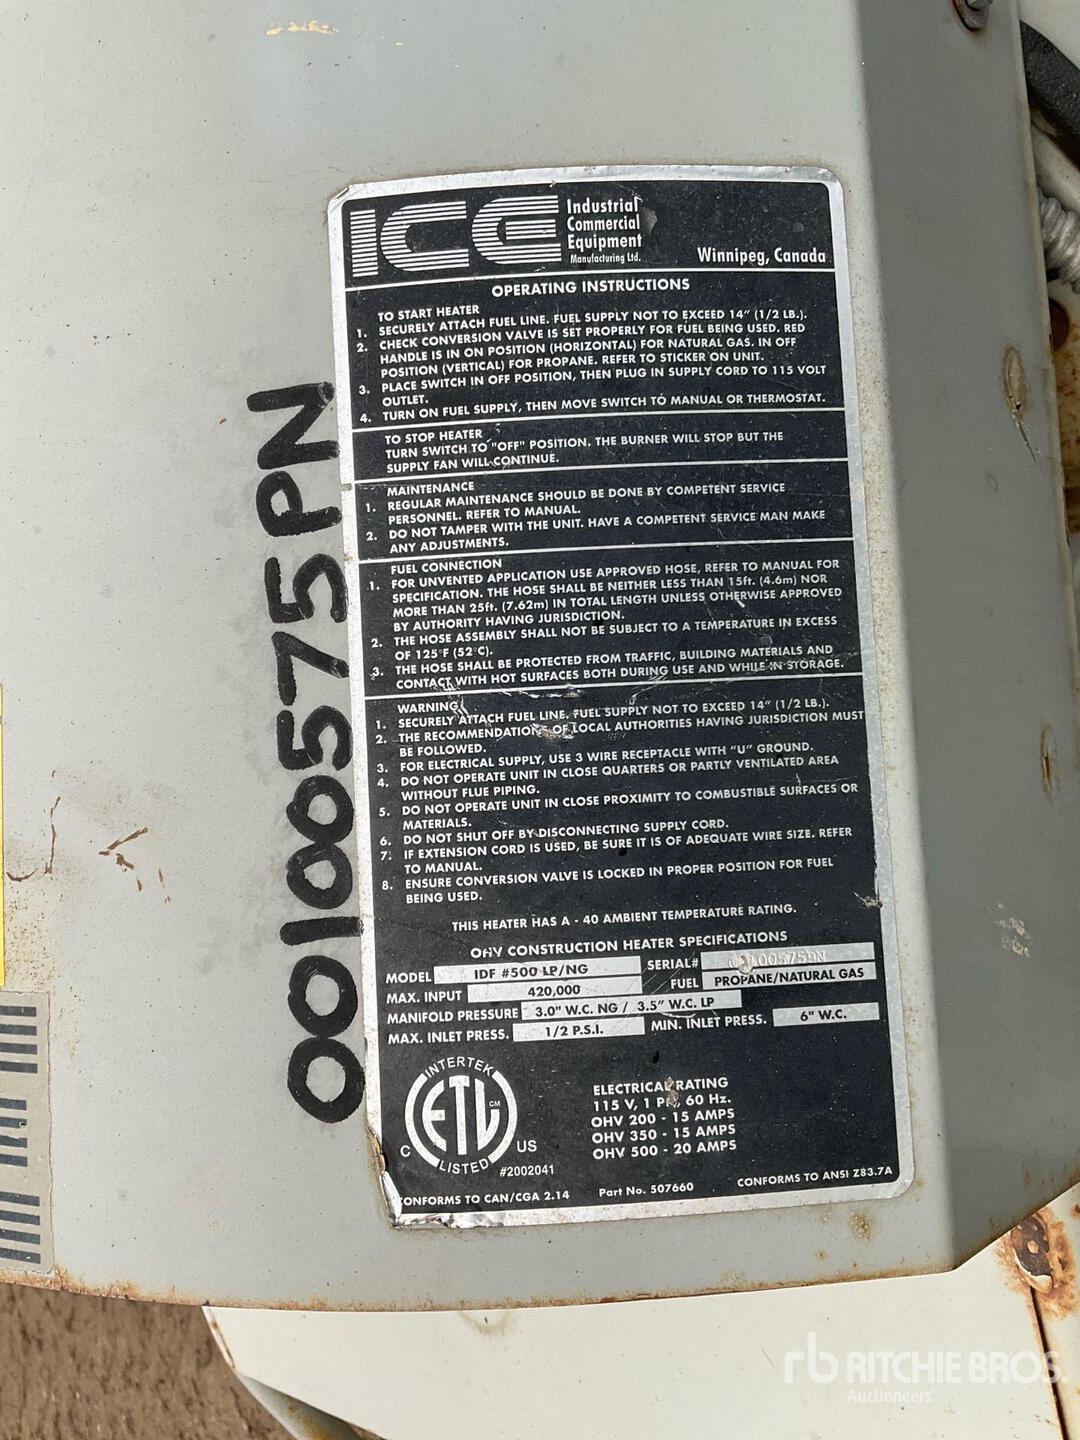 ICE Industrial
Commercial
Equipment
Manufacturing Ltd.
Winnipeg, Canada
OPERATING INSTRUCTIONS
TO START HEATER
1. SECURELY ATTACH FUEL LINE. FUEL SUPPLY NOT TO EXCEED 14" (1/2 LB.).
2. CHECK CONVERSION VALVE IS SET PROPERLY FOR FUEL BEING USED. RED
HANDLE IS IN ON POSITION (HORIZONTAL) FOR NATURAL GAS. IN OFF
POSITION (VERTICAL) FOR PROPANE. REFER TO STICKER ON UNIT.
3. PLACE SWITCH IN OFF POSITION, THEN PLUG IN SUPPLY CORD TO 115 VOLT
OUTLET.
4. TURN ON FUEL SUPPLY, THEN MOVE SWITCH TO MANUAL OR THERMOSTAT.
TO STOP HEATER
TURN SWITCH TO "OFF" POSITION. THE BURNER WILL STOP BUT THE
SUPPLY FAN WILL CONTINUE.
MAINTENANCE
1. REGULAR MAINTENANCE SHOULD BE DONE BY COMPETENT SERVICE
PERSONNEL. REFER TO MANUAL.
2. DO NOT TAMPER WITH THE UNIT. HAVE A COMPETENT SERVICE MAN MAKE
ANY ADJUSTMENTS.
FUEL CONNECTION
1. FOR UNVENTED APPLICATION USE APPROVED HOSE, REFER TO MANUAL FOR
SPECIFICATION. THE HOSE SHALL BE NEITHER LESS THAN 15ft. (4.6m) NOR
MORE THAN 25ft. (7.62m) IN TOTAL LENGTH UNLESS OTHERWISE APPROVED
BY AUTHORITY HAVING JURISDICTION.
2. THE HOSE ASSEMBLY SHALL NOT BE SUBJECT TO A TEMPERATURE IN EXCESS
OF 125°F (52°C).
3. THE HOSE SHALL BE PROTECTED FROM TRAFFIC, BUILDING MATERIALS AND
CONTACT WITH HOT SURFACES BOTH DURING USE AND WHILE IN STORAGE.
WARNING
1. SECURELY ATTACH FUEL LINE. FUEL SUPPLY NOT TO EXCEED 14" (1/2 LB.).
2. THE RECOMMENDATIONS OF LOCAL AUTHORITIES HAVING JURISDICTION MUST
BE FOLLOWED.
3. FOR ELECTRICAL SUPPLY, USE 3 WIRE RECEPTACLE WITH "U" GROUND.
4. DO NOT OPERATE UNIT IN CLOSE QUARTERS OR PARTLY VENTILATED AREA
WITHOUT FLUE PIPING.
5. DO NOT OPERATE UNIT IN CLOSE PROXIMITY TO COMBUSTIBLE SURFACES OR
MATERIALS.
6. DO NOT SHUT OFF BY DISCONNECTING SUPPLY CORD.
7. IF EXTENSION CORD IS USED, BE SURE IT IS OF ADEQUATE WIRE SIZE. REFER
TO MANUAL.
8. ENSURE CONVERSION VALVE IS LOCKED IN PROPER POSITION FOR FUEL
BEING USED.
THIS HEATER HAS A - 40 AMBIENT TEMPERATURE RATING.
OHV CONSTRUCTION HEATER SPECIFICATIONS
MODEL IDF #500 LP/NG SERIAL# 00100575PN
MAX. INPUT 420,000 FUEL PROPANE/NATURAL GAS
MANIFOLD PRESSURE 3.0" W.C. NG / 3.5" W.C. LP
MAX. INLET PRESS. 1/2 P.S.I. MIN. INLET PRESS. 6" W.C.
INTERTEK
ETL CM
C US
LISTED
#2002041
ELECTRICAL RATING
115 V, 1 PH, 60 Hz.
OHV 200 - 15 AMPS
OHV 350 - 15 AMPS
OHV 500 - 20 AMPS
CONFORMS TO CAN/CGA 2.14 Part No. 507660 CONFORMS TO ANSI Z83.7A
00100575PN
rb RITCHIE BROS.
Auctioneers